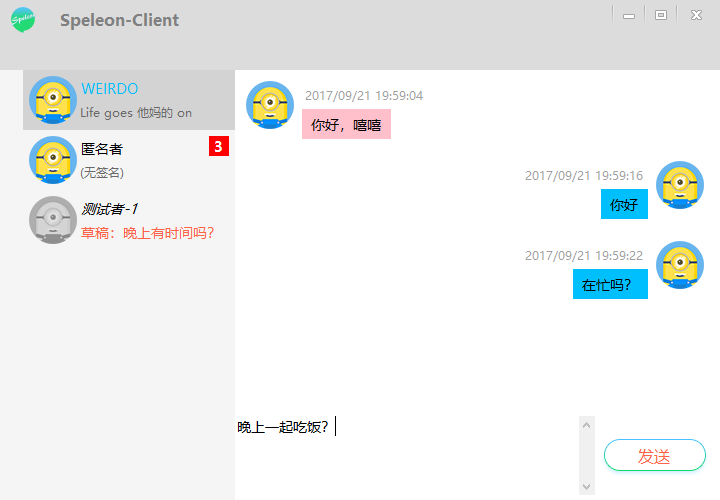 Speleon
Speleon-Client
WEIRDO
Life goes 他妈的 on
匿名者
3
(无签名)
测试者-1
草稿：晚上有时间吗？
2017/09/21 19:59:04
你好，嘻嘻
2017/09/21 19:59:16
你好
2017/09/21 19:59:22
在忙吗？
晚上一起吃饭？
发送